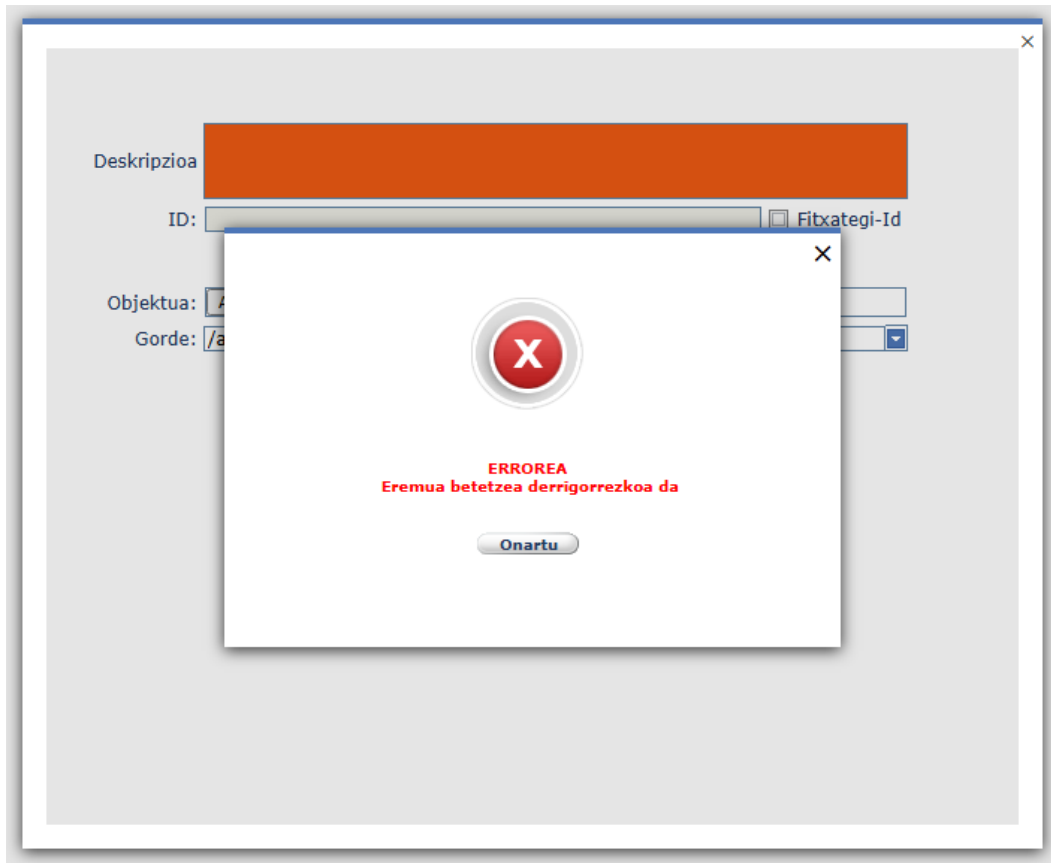 Deskripzioa
ID:
Fitxategi-Id
Objektua:
Gorde: /a
ERROREA
Eremua betetzea derrigorrezkoa da
Onartu